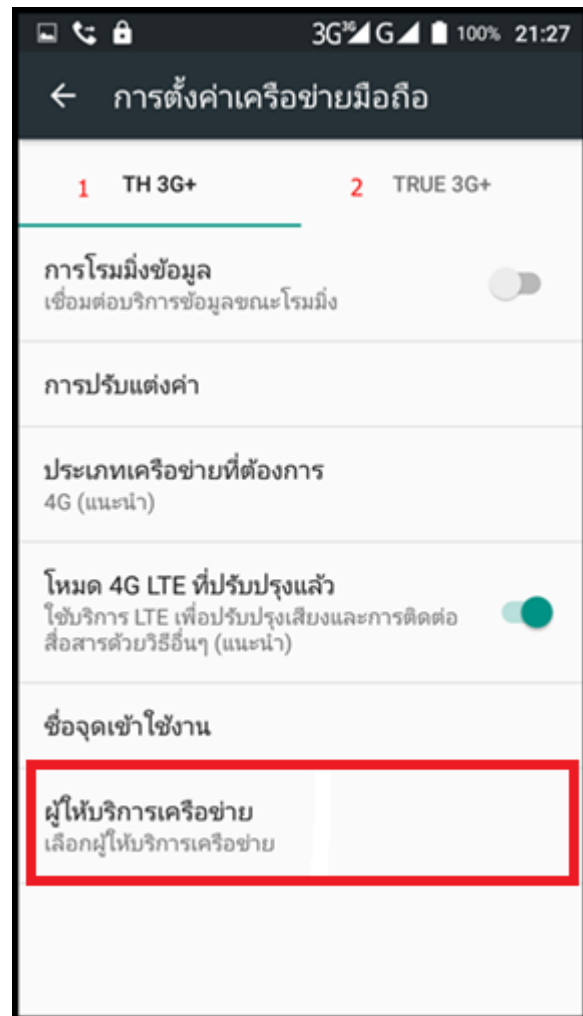 3G 3G G 100% 21:27
การตั้งค่าเครือข่ายมือถือ
1 TH 3G+ 2 TRUE 3G+
การโรมมิ่งข้อมูล
เชื่อมต่อบริการข้อมูลขณะโรมมิ่ง
การปรับแต่งค่า
ประเภทเครือข่ายที่ต้องการ
4G (แนะนำ)
โหมด 4G LTE ที่ปรับปรุงแล้ว
ใช้บริการ LTE เพื่อปรับปรุงเสียงและการติดต่อ
สื่อสารด้วยวิธีอื่นๆ (แนะนำ)
ชื่อจุดเข้าใช้งาน
ผู้ให้บริการเครือข่าย
เลือกผู้ให้บริการเครือข่าย